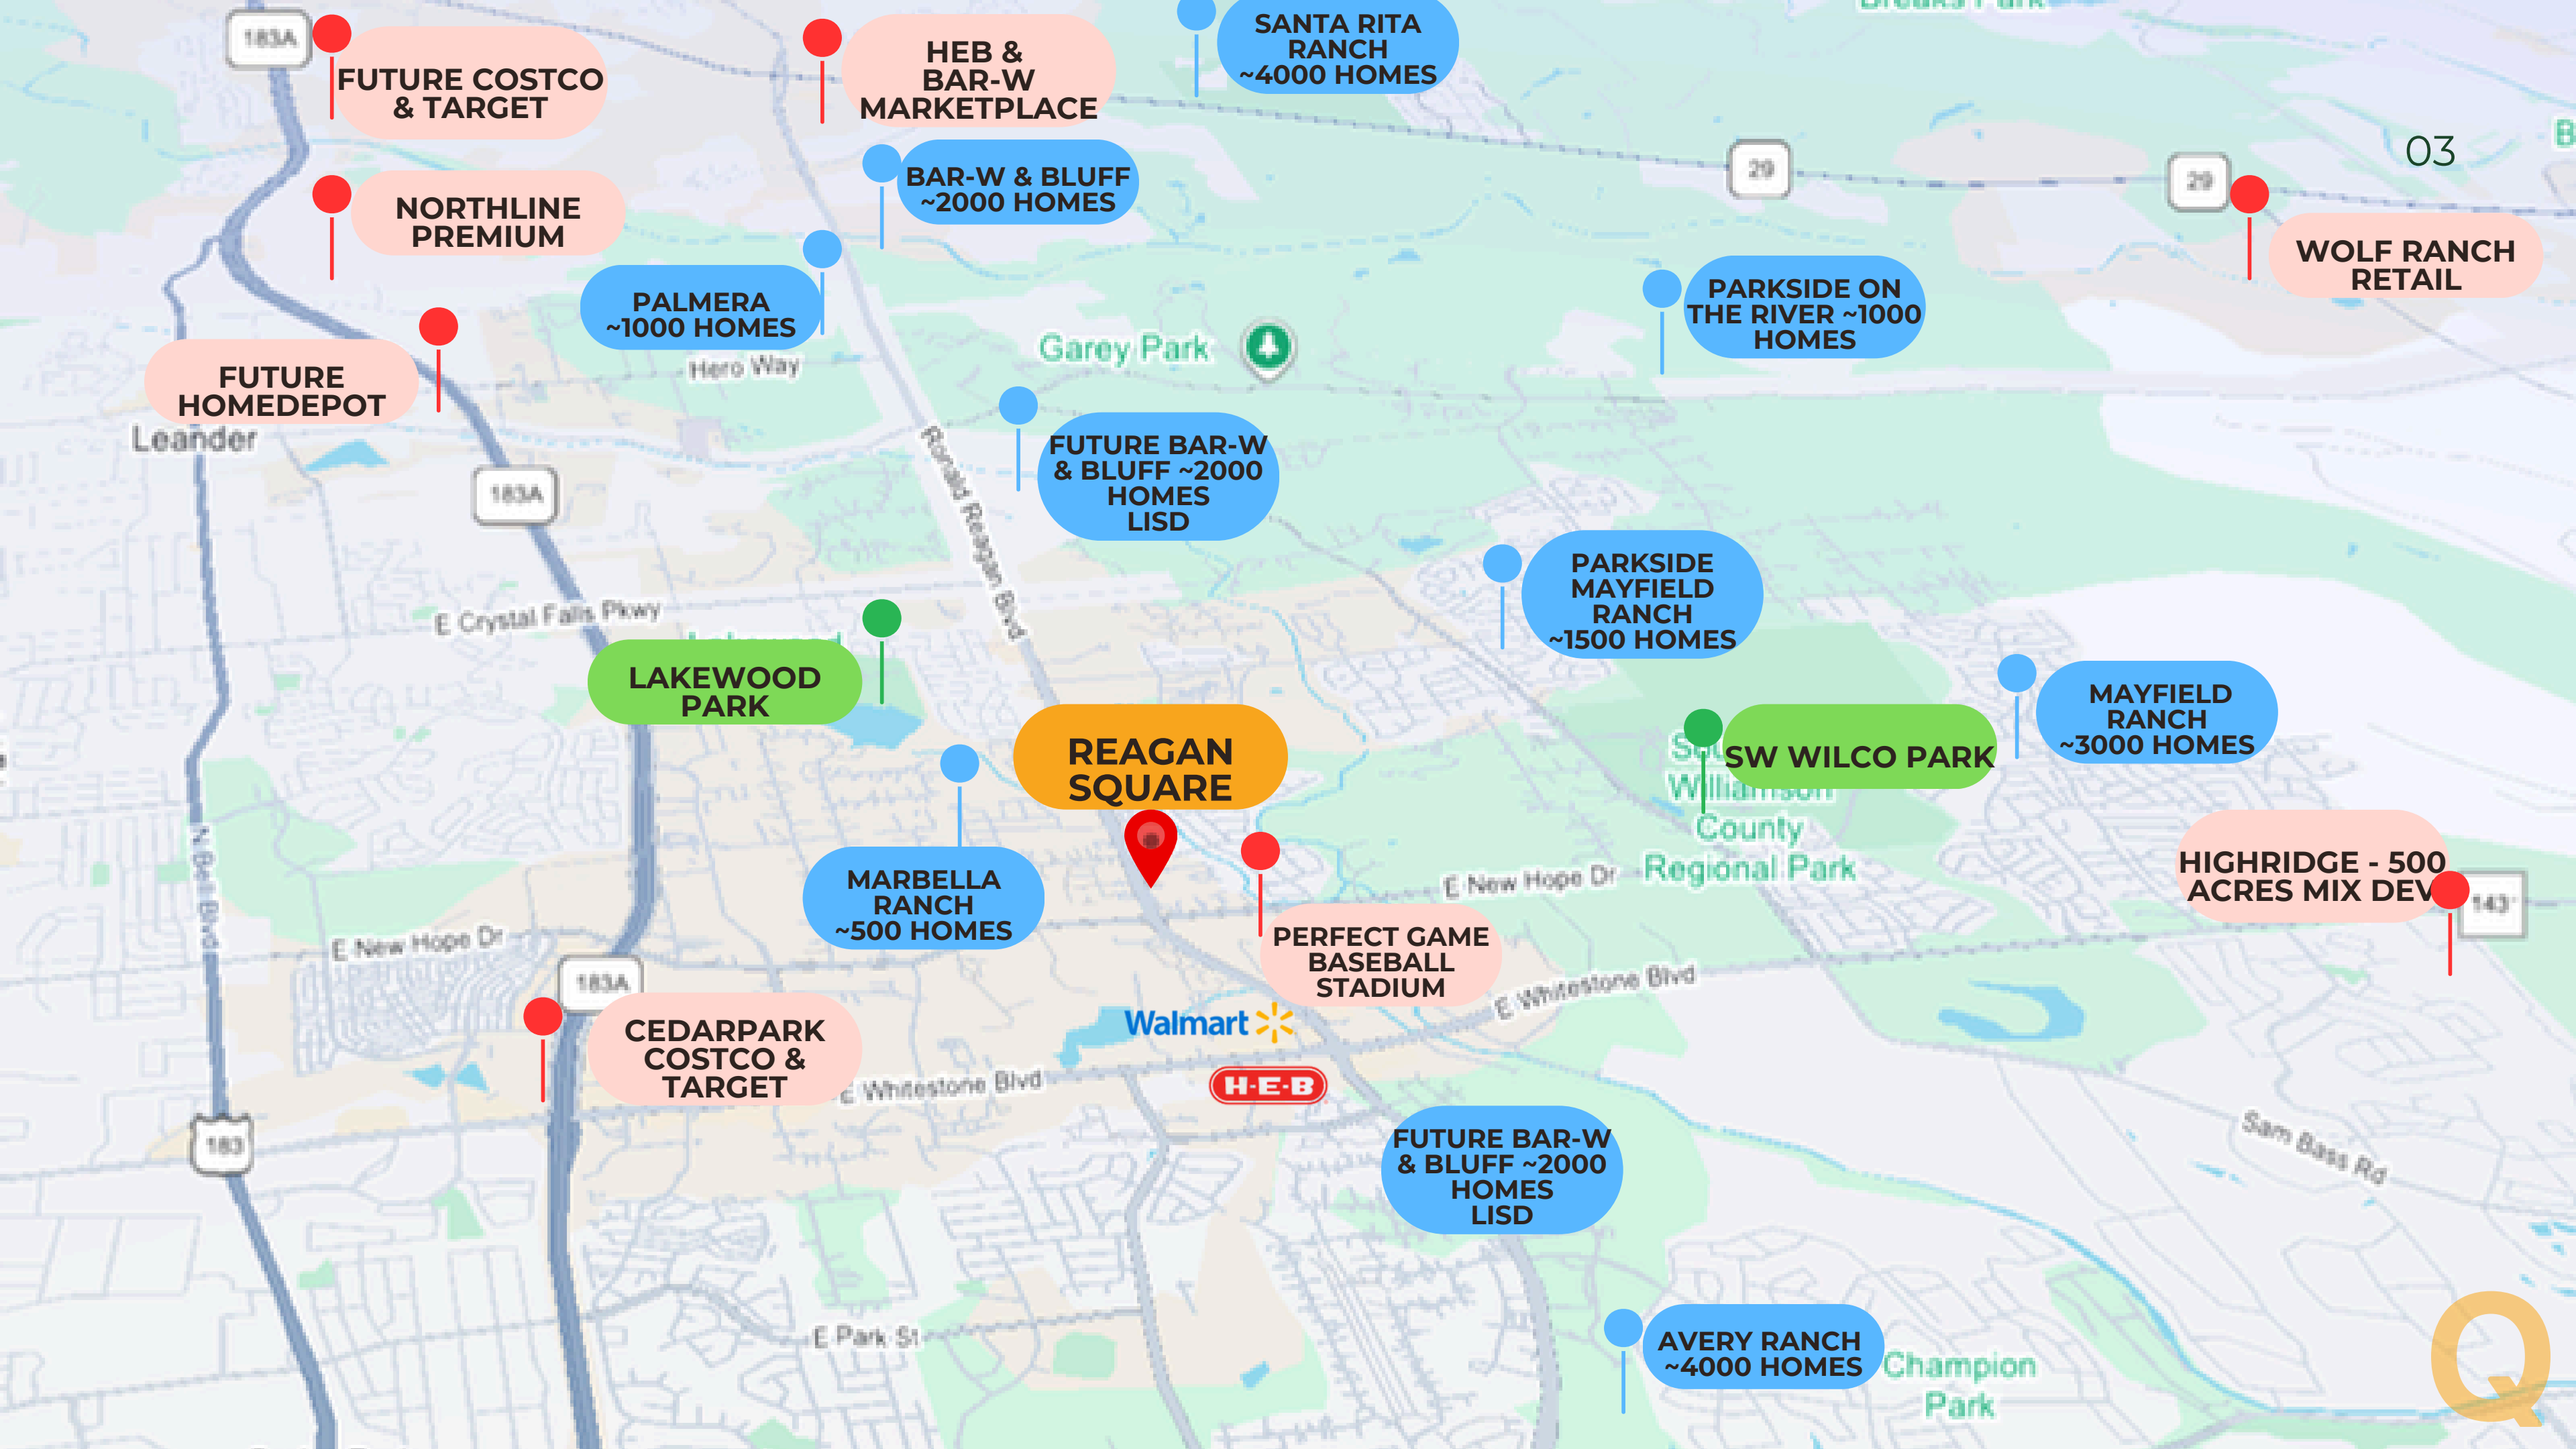 183A
FUTURE COSTCO
& TARGET
HEB &
BAR-W
MARKETPLACE
SANTA RITA
RANCH
~4000 HOMES
29
29
03
NORTHLINE
PREMIUM
BAR-W & BLUFF
~2000 HOMES
WOLF RANCH
RETAIL
PALMERA
~1000 HOMES
PARKSIDE ON
THE RIVER ~1000
HOMES
Hero Way
Garey Park
FUTURE
HOMEDEPOT
Leander
183A
Ronald Reagan Blvd
FUTURE BAR-W
& BLUFF ~2000
HOMES
LISD
PARKSIDE
MAYFIELD
RANCH
~1500 HOMES
E Crystal Falls Pkwy
LAKEWOOD
PARK
REAGAN
SQUARE
SW WILCO PARK
MAYFIELD
RANCH
~3000 HOMES
Williamson
County
Regional Park
MARBELLA
RANCH
~500 HOMES
E New Hope Dr
HIGHRIDGE - 500
ACRES MIX DEV
143
N Bell Blvd
E New Hope Dr
PERFECT GAME
BASEBALL
STADIUM
E Whitestone Blvd
183A
CEDARPARK
COSTCO &
TARGET
Walmart
H-E-B
E Whitestone Blvd
183
FUTURE BAR-W
& BLUFF ~2000
HOMES
LISD
Sam Bass Rd
E Park St
AVERY RANCH
~4000 HOMES
Champion
Park
Q